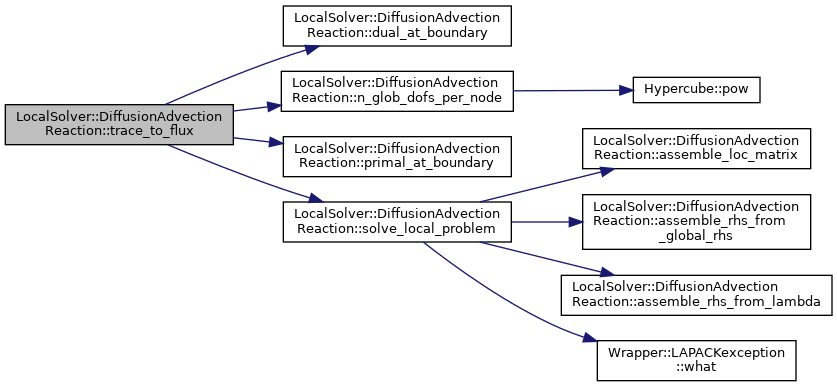 LocalSolver::DiffusionAdvection
Reaction::trace_to_flux
LocalSolver::DiffusionAdvection
Reaction::dual_at_boundary
LocalSolver::DiffusionAdvection
Reaction::n_glob_dofs_per_node
Hypercube::pow
LocalSolver::DiffusionAdvection
Reaction::primal_at_boundary
LocalSolver::DiffusionAdvection
Reaction::solve_local_problem
LocalSolver::DiffusionAdvection
Reaction::assemble_loc_matrix
LocalSolver::DiffusionAdvection
Reaction::assemble_rhs_from
_global_rhs
LocalSolver::DiffusionAdvection
Reaction::assemble_rhs_from_lambda
Wrapper::LAPACKexception
::what